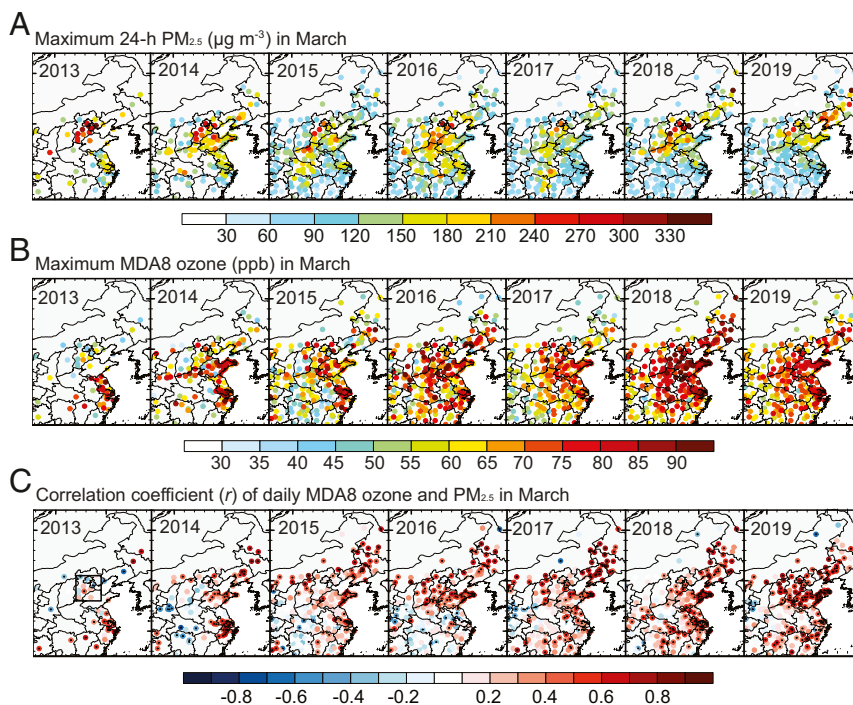 A
Maximum 24-h PM2.5 (µg m-3) in March
2013 2014 2015 2016 2017 2018 2019
30 60 90 120 150 180 210 240 270 300 330
B
Maximum MDA8 ozone (ppb) in March
2013 2014 2015 2016 2017 2018 2019
30 35 40 45 50 55 60 65 70 75 80 85 90
C
Correlation coefficient (r) of daily MDA8 ozone and PM2.5 in March
2013 2014 2015 2016 2017 2018 2019
-0.8 -0.6 -0.4 -0.2 0.2 0.4 0.6 0.8